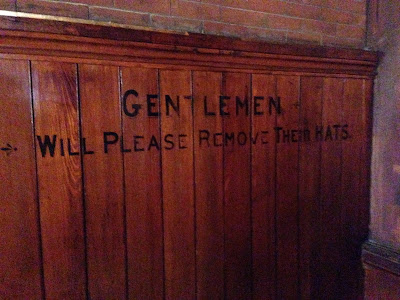 GENTLEMEN
WILL PLEASE REMOVE THEIR HATS.